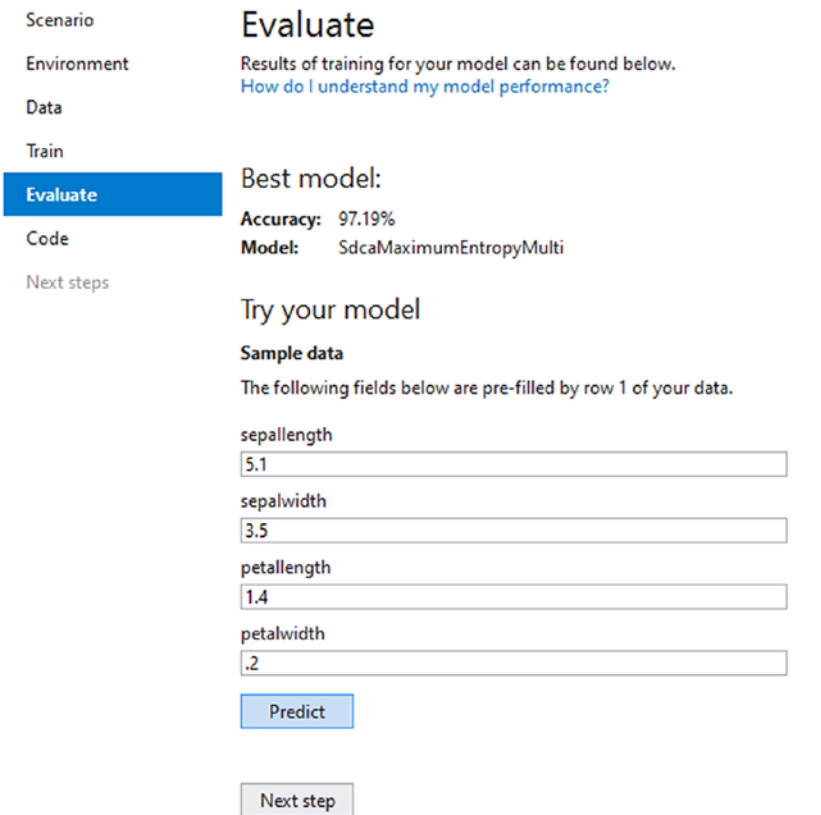 Scenario
Environment
Data
Train
Evaluate
Code
Next steps
Evaluate
Results of training for your model can be found below.
How do I understand my model performance?
Best model:
Accuracy: 97.19%
Model: SdcaMaximumEntropyMulti
Try your model
Sample data
The following fields below are pre-filled by row 1 of your data.
sepallength
5.1
sepalwidth
3.5
petallength
1.4
petalwidth
.2
Predict
Next step